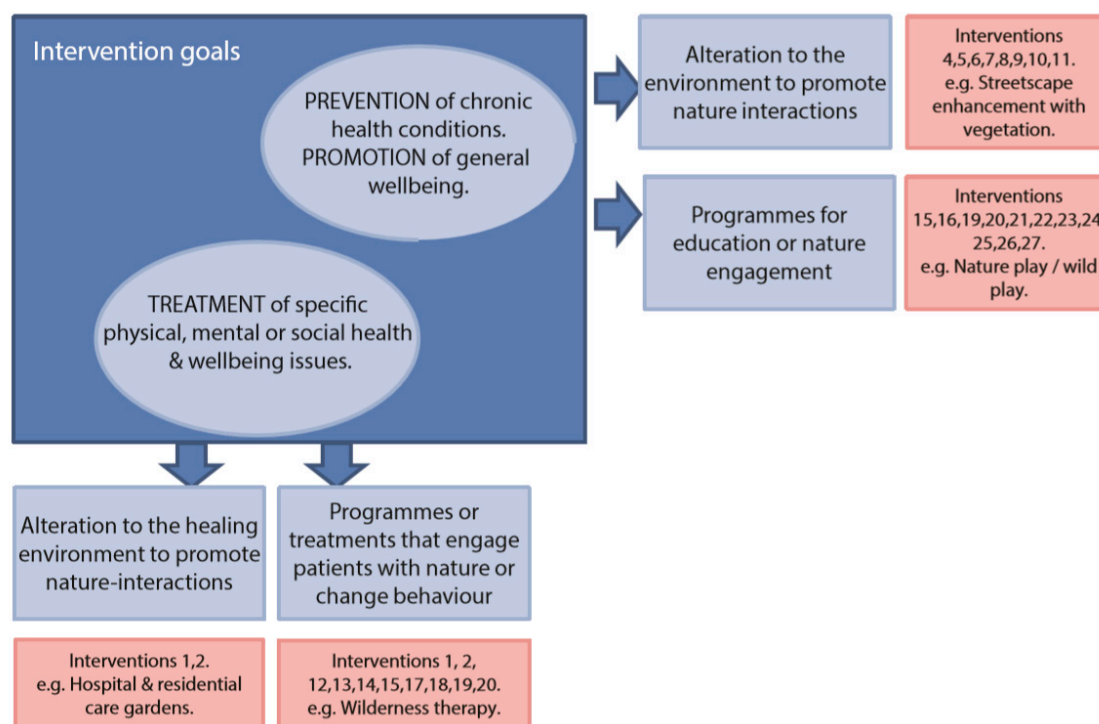 Intervention goals
PREVENTION of chronic
health conditions.
PROMOTION of general
wellbeing.
TREATMENT of specific
physical, mental or social health
& wellbeing issues.
Alteration to the
environment to promote
nature interactions
Interventions
4,5,6,7,8,9,10,11.
e.g. Streetscape
enhancement with
vegetation.
Programmes for
education or nature
engagement
Interventions
15,16,19,20,21,22,23,24,
25,26,27.
e.g. Nature play / wild
play.
Alteration to the healing
environment to promote
nature-interactions
Programmes or
treatments that engage
patients with nature or
change behaviour
Interventions 1,2.
e.g. Hospital & residential
care gardens.
Interventions 1, 2,
12,13,14,15,17,18,19,20.
e.g. Wilderness therapy.